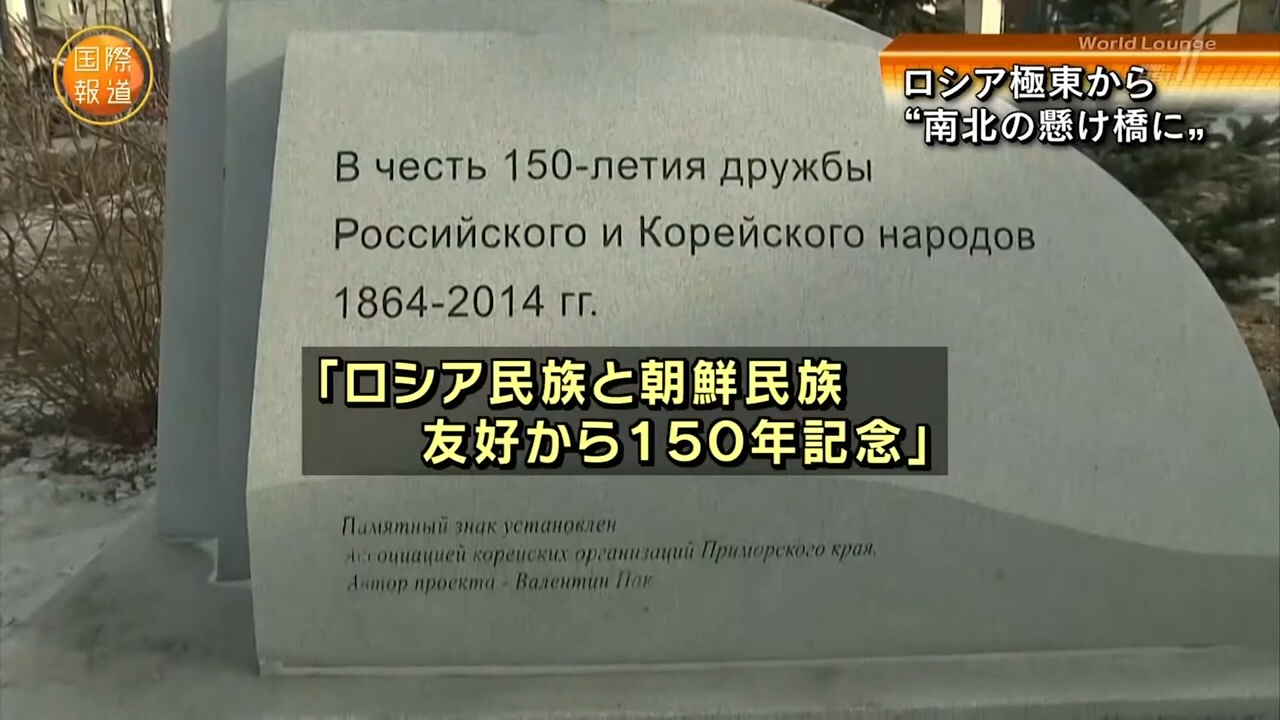 国際
報道
World Lounge
ロシア極東から
“南北の懸け橋に„
В честь 150-летия дружбы
Российского и Корейского народов
1864-2014 гг.
「ロシア民族と朝鮮民族
友好から150年記念」
Памятный знак установлен
Ассоциацией корейских организаций Приморского края.
Автор проекта - Валентин Пак